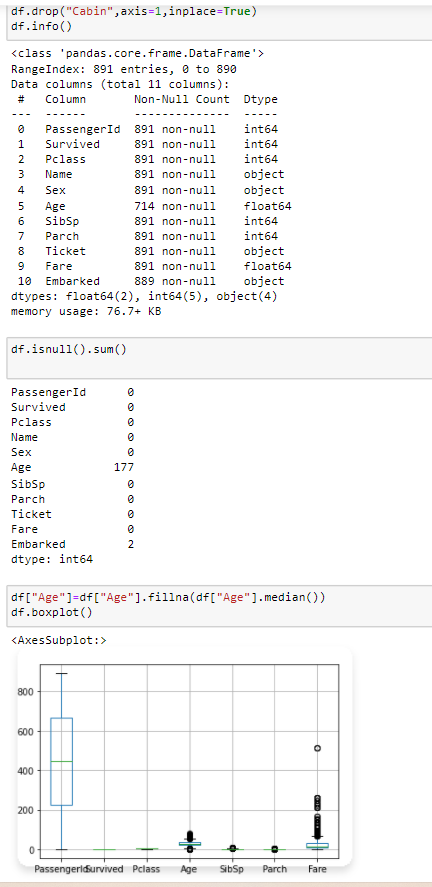 df.drop("Cabin",axis=1,inplace=True)
df.info()
<class 'pandas.core.frame.DataFrame'>
RangeIndex: 891 entries, 0 to 890
Data columns (total 11 columns):
 #   Column       Non-Null Count  Dtype
---  ------       --------------  -----
 0   PassengerId  891 non-null    int64
 1   Survived     891 non-null    int64
 2   Pclass       891 non-null    int64
 3   Name         891 non-null    object
 4   Sex          891 non-null    object
 5   Age          714 non-null    float64
 6   SibSp        891 non-null    int64
 7   Parch        891 non-null    int64
 8   Ticket       891 non-null    object
 9   Fare         891 non-null    float64
 10  Embarked     889 non-null    object
dtypes: float64(2), int64(5), object(4)
memory usage: 76.7+ KB
df.isnull().sum()
PassengerId      0
Survived         0
Pclass           0
Name             0
Sex              0
Age            177
SibSp            0
Parch            0
Ticket           0
Fare             0
Embarked         2
dtype: int64
df["Age"]=df["Age"].fillna(df["Age"].median())
df.boxplot()
<AxesSubplot:>
800
600
400
200
0
PassengerId Survived Pclass Age SibSp Parch Fare